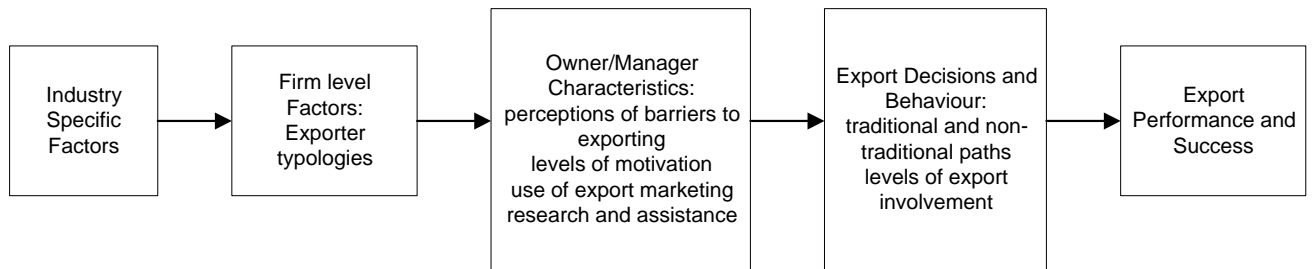 Industry
Specific
Factors
Firm level
Factors:
Exporter
typologies
Owner/Manager
Characteristics:
perceptions of barriers to
exporting
levels of motivation
use of export marketing
research and assistance
Export Decisions and
Behaviour:
traditional and non-
traditional paths
levels of export
involvement
Export
Performance and
Success